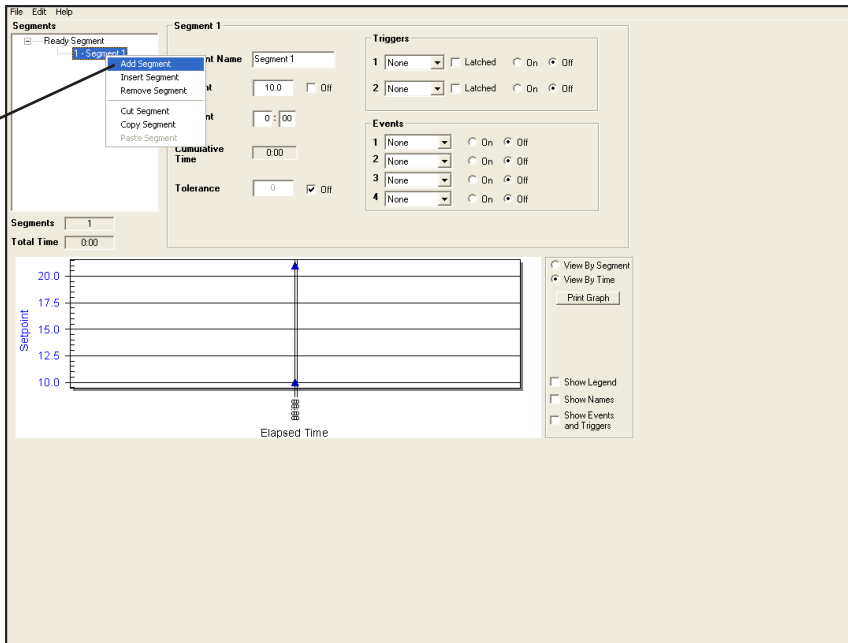 File Edit Help
Segments
Ready Segment
1 - Segment 1
Add Segment
Insert Segment
Remove Segment
Cut Segment
Copy Segment
Paste Segment
Segments 1
Total Time 0:00
Segment 1
nt Name Segment 1
t 10.0 Off
nt 0 : 00
Cumulative
Time 0:00
Tolerance 0 Off
Triggers
1 None Latched On Off
2 None Latched On Off
Events
1 None On Off
2 None On Off
3 None On Off
4 None On Off
20.0
17.5
15.0
12.5
10.0
Setpoint
Elapsed Time
View By Segment
View By Time
Print Graph
Show Legend
Show Names
Show Events
and Triggers